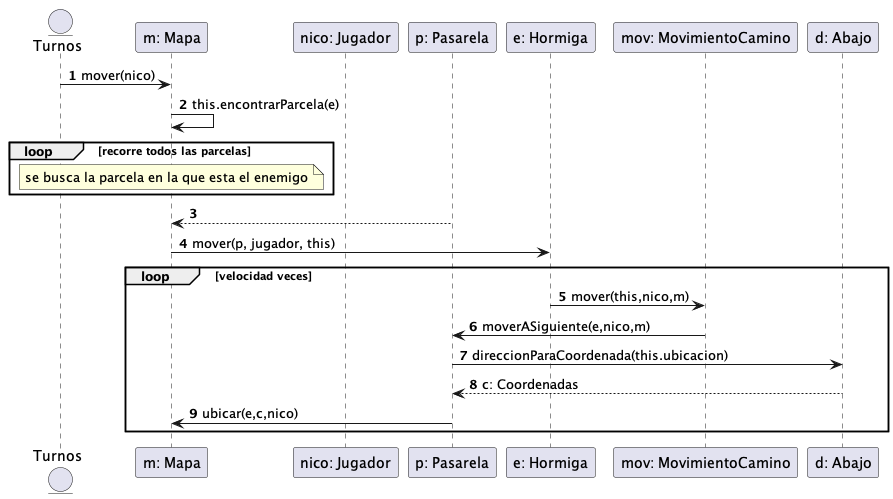 Turnos
m: Mapa
nico: Jugador
p: Pasarela
e: Hormiga
mov: MovimientoCamino
d: Abajo
1 mover(nico)
2 this.encontrarParcela(e)
loop [recorre todos las parcelas]
se busca la parcela en la que esta el enemigo
3
4 mover(p, jugador, this)
loop [velocidad veces]
5 mover(this,nico,m)
6 moverASiguiente(e,nico,m)
7 direccionParaCoordenada(this.ubicacion)
8 c: Coordenadas
9 ubicar(e,c,nico)
Turnos
m: Mapa
nico: Jugador
p: Pasarela
e: Hormiga
mov: MovimientoCamino
d: Abajo